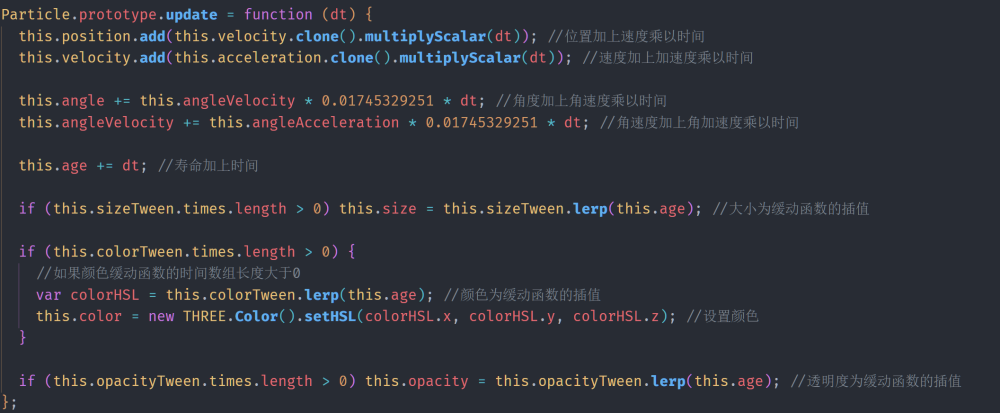 Particle.prototype.update = function (dt) {
this.position.add(this.velocity.clone().multiplyScalar(dt)); //位置加上速度乘以时间
this.velocity.add(this.acceleration.clone().multiplyScalar(dt)); //速度加上加速度乘以时间
this.angle += this.angleVelocity * 0.01745329251 * dt; //角度加上角速度乘以时间
this.angleVelocity += this.angleAcceleration * 0.01745329251 * dt; //角速度加上角加速度乘以时间
this.age += dt; //寿命加上时间
if (this.sizeTween.times.length > 0) this.size = this.sizeTween.lerp(this.age); //大小为缓动函数的插值
if (this.colorTween.times.length > 0) {
//如果颜色缓动函数的时间数组长度大于0
var colorHSL = this.colorTween.lerp(this.age); //颜色为缓动函数的插值
this.color = new THREE.Color().setHSL(colorHSL.x, colorHSL.y, colorHSL.z); //设置颜色
}
if (this.opacityTween.times.length > 0) this.opacity = this.opacityTween.lerp(this.age); //透明度为缓动函数的插值
};